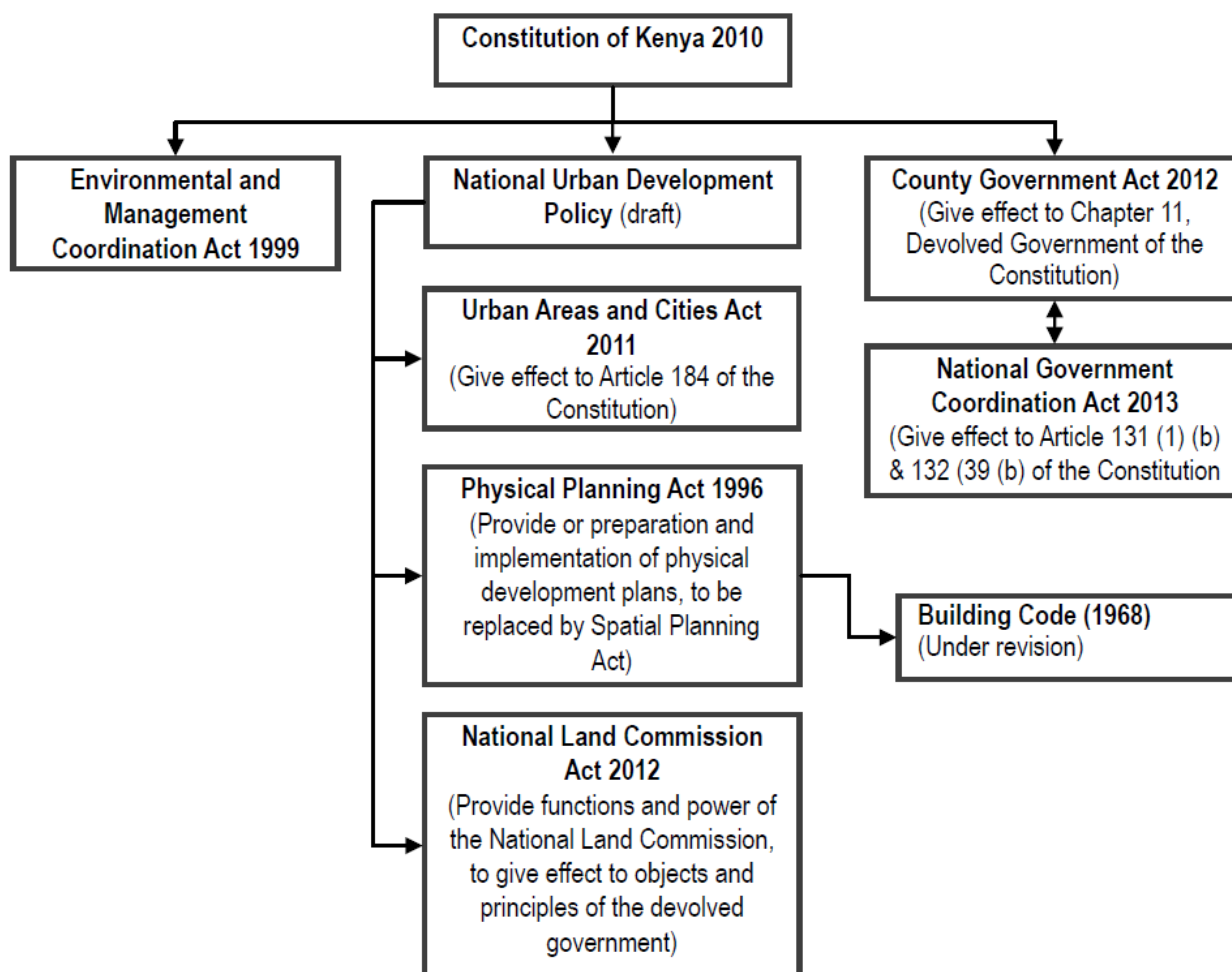 Constitution of Kenya 2010
Environmental and
Management
Coordination Act 1999
National Urban Development
Policy (draft)
County Government Act 2012
(Give effect to Chapter 11,
Devolved Government of the
Constitution)
Urban Areas and Cities Act
2011
(Give effect to Article 184 of the
Constitution)
National Government
Coordination Act 2013
(Give effect to Article 131 (1) (b)
& 132 (39 (b) of the Constitution
Physical Planning Act 1996
(Provide or preparation and
implementation of physical
development plans, to be
replaced by Spatial Planning
Act)
Building Code (1968)
(Under revision)
National Land Commission
Act 2012
(Provide functions and power of
the National Land Commission,
to give effect to objects and
principles of the devolved
government)